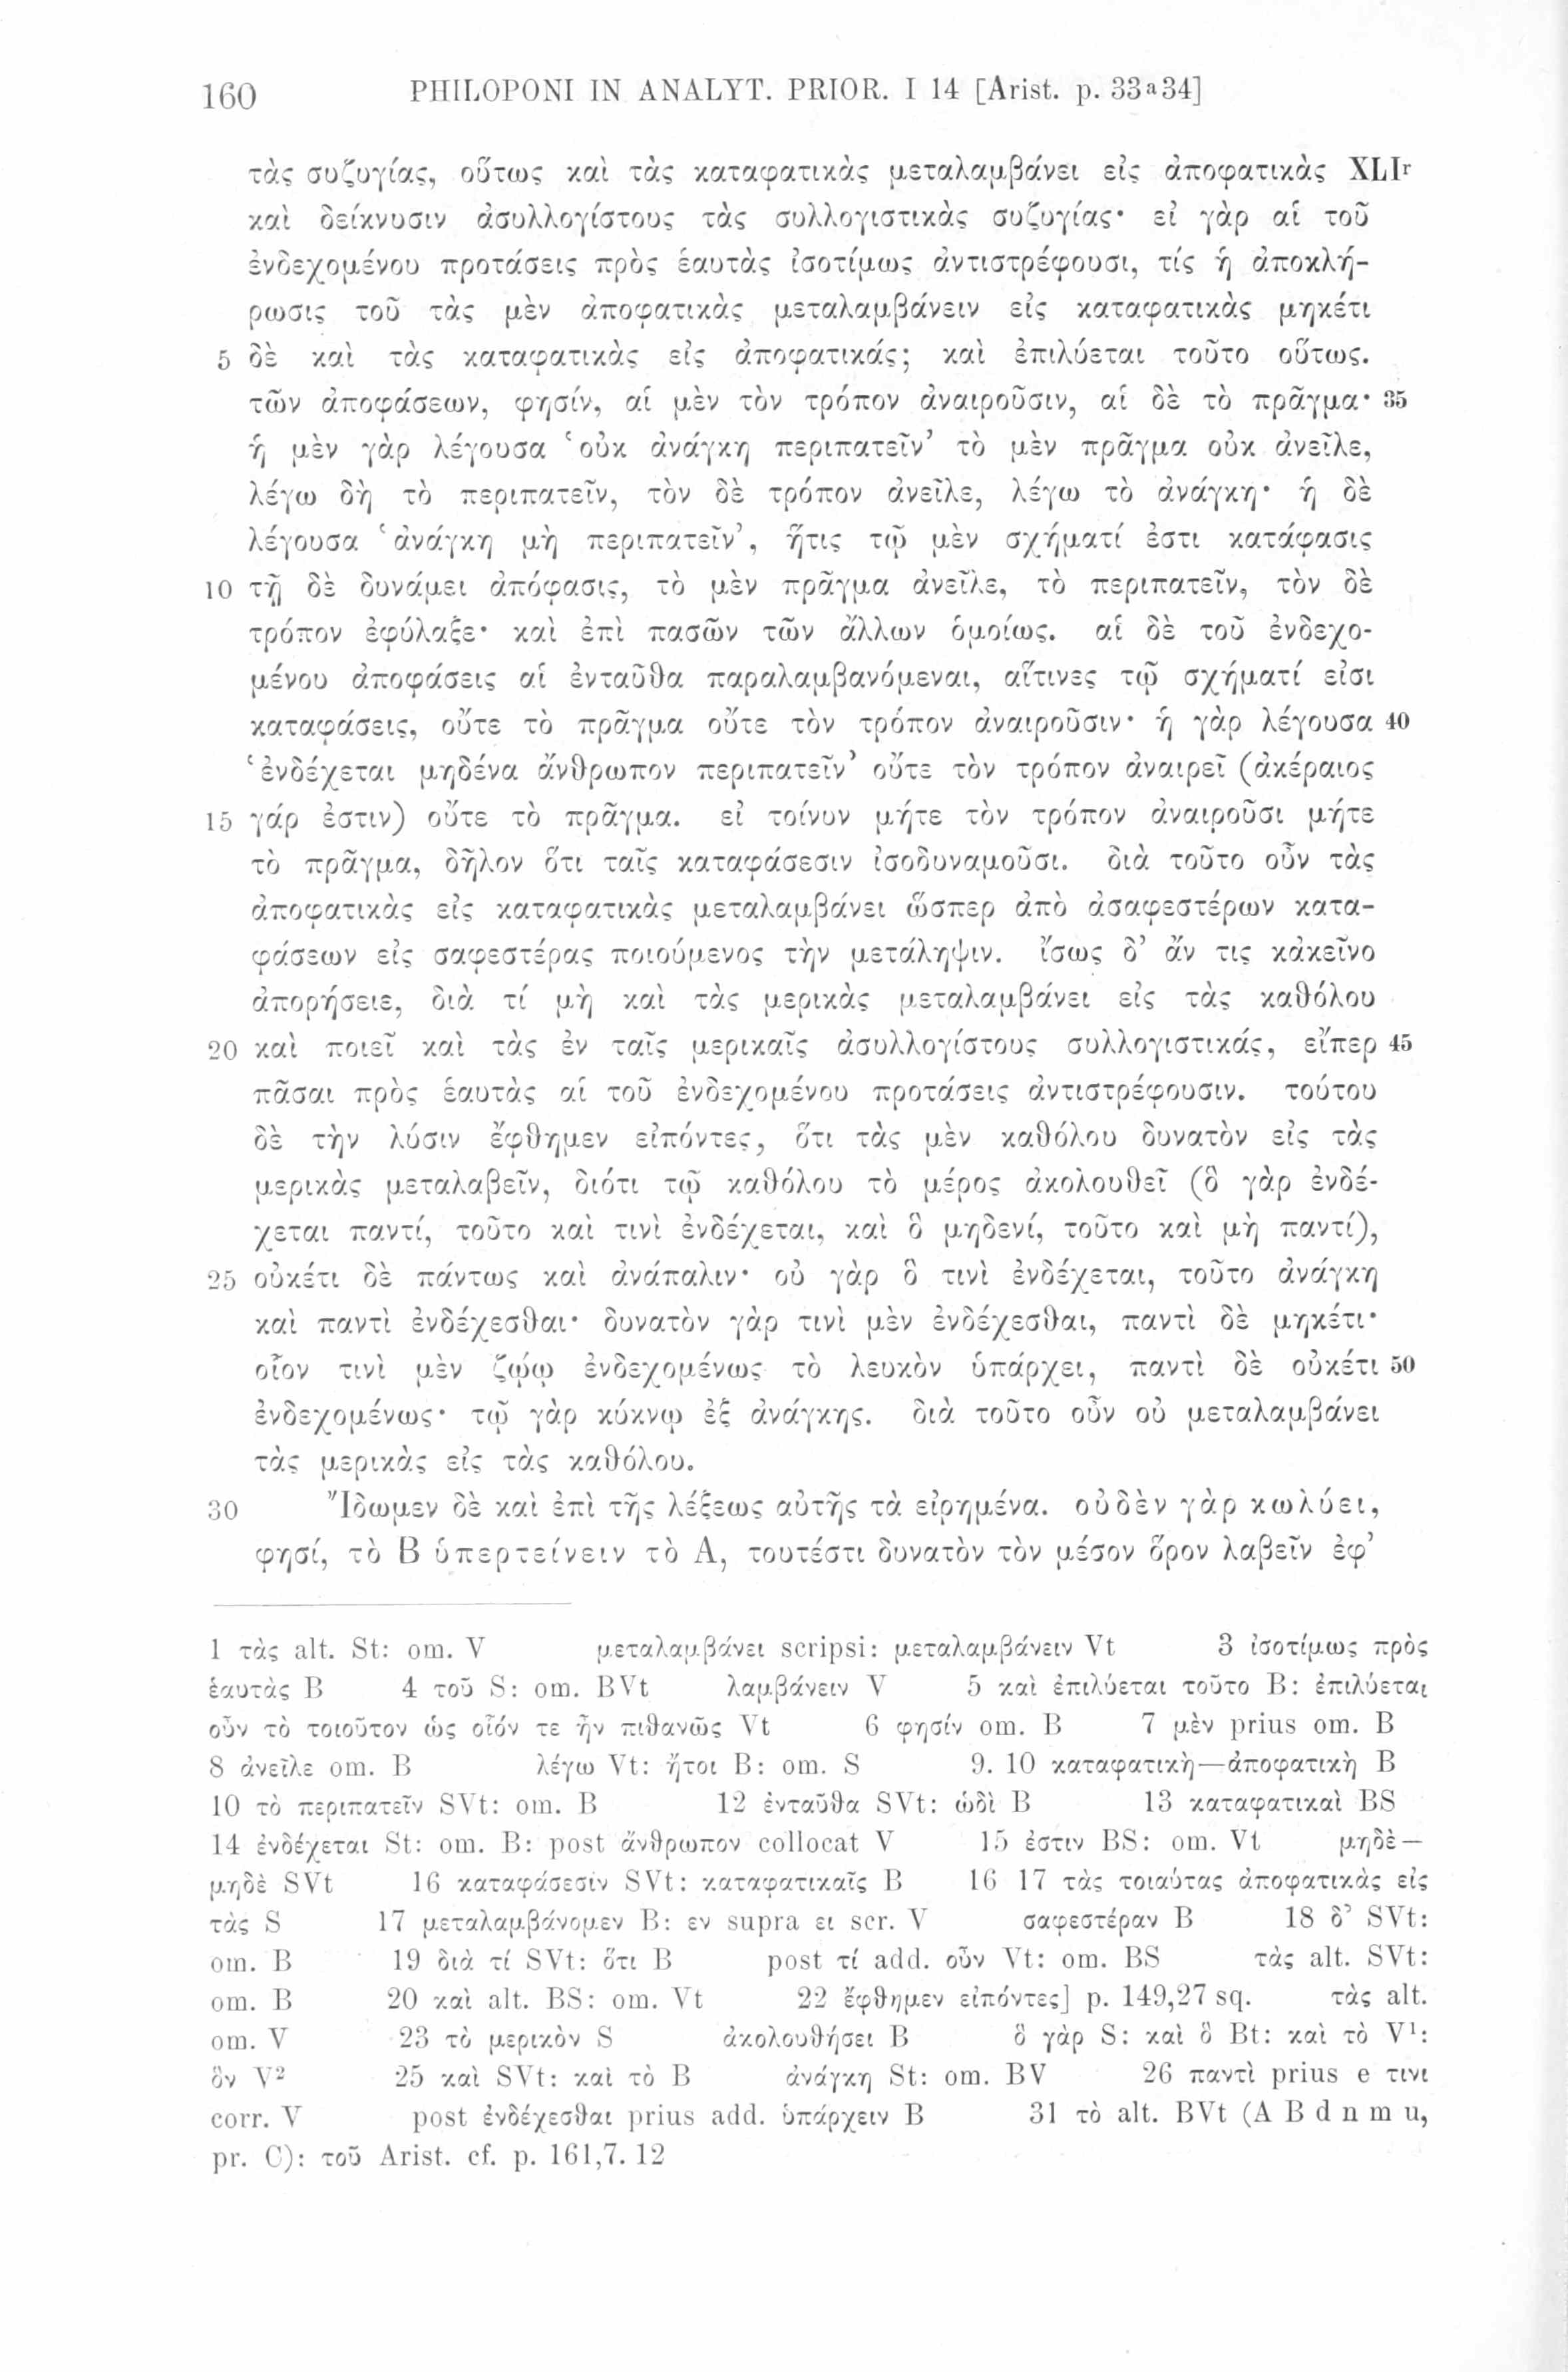 160 PHILOPONI IN ANALYT. PRIOR. I 14 [Arist. p. 33ᵃ34]
τὰς συζυγίας, οὕτως καὶ τὰς καταφατικὰς μεταλαμβάνει εἰς ἀποφατικὰς XLIʳ
καὶ δείκνυσιν ἀσυλλογίστους τὰς συλλογιστικὰς συζυγίας· εἰ γὰρ αἱ τοῦ
ἐνδεχομένου προτάσεις πρὸς ἑαυτὰς ἰσοτίμως ἀντιστρέφουσι, τίς ἡ ἀποκλή-
ρωσις τοῦ τὰς μὲν ἀποφατικὰς μεταλαμβάνειν εἰς καταφατικὰς μηκέτι
5 δὲ καὶ τὰς καταφατικὰς εἰς ἀποφατικάς; καὶ ἐπιλύεται τοῦτο οὕτως.
τῶν ἀποφάσεων, φησίν, αἱ μὲν τὸν τρόπον ἀναιροῦσιν, αἱ δὲ τὸ πρᾶγμα· 35
ἡ μὲν γὰρ λέγουσα ‘οὐκ ἀνάγκη περιπατεῖν’ τὸ μὲν πρᾶγμα οὐκ ἀνεῖλε,
λέγω δὴ τὸ περιπατεῖν, τὸν δὲ τρόπον ἀνεῖλε, λέγω τὸ ἀνάγκη· ἡ δὲ
λέγουσα ‘ἀνάγκη μὴ περιπατεῖν’, ἥτις τῷ μὲν σχήματί ἐστι κατάφασις
10 τῇ δὲ δυνάμει ἀπόφασις, τὸ μὲν πρᾶγμα ἀνεῖλε, τὸ περιπατεῖν, τὸν δὲ
τρόπον ἐφύλαξε· καὶ ἐπὶ πασῶν τῶν ἄλλων ὁμοίως. αἱ δὲ τοῦ ἐνδεχο-
μένου ἀποφάσεις αἱ ἐνταῦθα παραλαμβανόμεναι, αἵτινες τῷ σχήματί εἰσι
καταφάσεις, οὔτε τὸ πρᾶγμα οὔτε τὸν τρόπον ἀναιροῦσιν· ἡ γὰρ λέγουσα 40
‘ἐνδέχεται μηδένα ἄνθρωπον περιπατεῖν’ οὔτε τὸν τρόπον ἀναιρεῖ (ἀκέραιος
15 γάρ ἐστιν) οὔτε τὸ πρᾶγμα. εἰ τοίνυν μήτε τὸν τρόπον ἀναιροῦσι μήτε
τὸ πρᾶγμα, δῆλον ὅτι ταῖς καταφάσεσιν ἰσοδυναμοῦσι. διὰ τοῦτο οὖν τὰς
ἀποφατικὰς εἰς καταφατικὰς μεταλαμβάνει ὥσπερ ἀπὸ ἀσαφεστέρων κατα-
φάσεων εἰς σαφεστέρας ποιούμενος τὴν μετάληψιν. ἴσως δ’ ἄν τις κἀκεῖνο
ἀπορήσειε, διὰ τί μὴ καὶ τὰς μερικὰς μεταλαμβάνει εἰς τὰς καθόλου
20 καὶ ποιεῖ καὶ τὰς ἐν ταῖς μερικαῖς ἀσυλλογίστους συλλογιστικάς, εἴπερ 45
πᾶσαι πρὸς ἑαυτὰς αἱ τοῦ ἐνδεχομένου προτάσεις ἀντιστρέφουσιν. τούτου
δὲ τὴν λύσιν ἔφθημεν εἰπόντες, ὅτι τὰς μὲν καθόλου δυνατὸν εἰς τὰς
μερικὰς μεταλαβεῖν, διότι τῷ καθόλου τὸ μέρος ἀκολουθεῖ (ὃ γὰρ ἐνδέ-
χεται παντί, τοῦτο καὶ τινὶ ἐνδέχεται, καὶ ὃ μηδενί, τοῦτο καὶ μὴ παντί),
25 οὐκέτι δὲ πάντως καὶ ἀνάπαλιν· οὐ γὰρ ὃ τινὶ ἐνδέχεται, τοῦτο ἀνάγκη
καὶ παντὶ ἐνδέχεσθαι· δυνατὸν γὰρ τινὶ μὲν ἐνδέχεσθαι, παντὶ δὲ μηκέτι·
οἷον τινὶ μὲν ζῴῳ ἐνδεχομένως τὸ λευκὸν ὑπάρχει, παντὶ δὲ οὐκέτι 50
ἐνδεχομένως· τῷ γὰρ κύκνῳ ἐξ ἀνάγκης. διὰ τοῦτο οὖν οὐ μεταλαμβάνει
τὰς μερικὰς εἰς τὰς καθόλου.
30 Ἴδωμεν δὲ καὶ ἐπὶ τῆς λέξεως αὐτῆς τὰ εἰρημένα. οὐδὲν γὰρ κωλύει,
φησί, τὸ Β ὑπερτείνειν τὸ Α, τουτέστι δυνατὸν τὸν μέσον ὅρον λαβεῖν ἐφ’
1 τὰς alt. St: om. V μεταλαμβάνει scripsi: μεταλαμβάνειν Vt 3 ἰσοτίμως πρὸς
ἑαυτὰς B 4 τοῦ S: om. BVt λαμβάνειν V 5 καὶ ἐπιλύεται τοῦτο B: ἐπιλύεται
οὖν τὸ τοιοῦτον ὡς οἷόν τε ἦν πιθανῶς Vt 6 φησίν om. B 7 μὲν prius om. B
8 ἀνεῖλε om. B λέγω Vt: ἤτοι B: om. S 9. 10 καταφατικὴ—ἀποφατικὴ B
10 τὸ περιπατεῖν SVt: om. B 12 ἐνταῦθα SVt: ὡδὶ B 13 καταφατικαὶ BS
14 ἐνδέχεται St: om. B: post ἄνθρωπον collocat V 15 ἐστιν BS: om. Vt μηδὲ—
μηδὲ SVt 16 καταφάσεσιν SVt: καταφατικαῖς B 16 17 τὰς τοιαύτας ἀποφατικὰς εἰς
τὰς S 17 μεταλαμβάνομεν B: εν supra ει scr. V σαφεστέραν B 18 δ’ SVt:
om. B 19 διὰ τί SVt: ὅτι B post τί add. οὖν Vt: om. BS τὰς alt. SVt:
om. B 20 καὶ alt. BS: om. Vt 22 ἔφθημεν εἰπόντες] p. 149,27 sq. τὰς alt.
om. V 23 τὸ μερικὸν S ἀκολουθήσει B ὃ γὰρ S: καὶ ὃ Bt: καὶ τὸ V¹:
ὃν V² 25 καὶ SVt: καὶ τὸ B ἀνάγκη St: om. BV 26 παντὶ prius e τινι
corr. V post ἐνδέχεσθαι prius add. ὑπάρχειν B 31 τὸ alt. BVt (A B d n m u,
pr. C): τοῦ Arist. cf. p. 161,7. 12